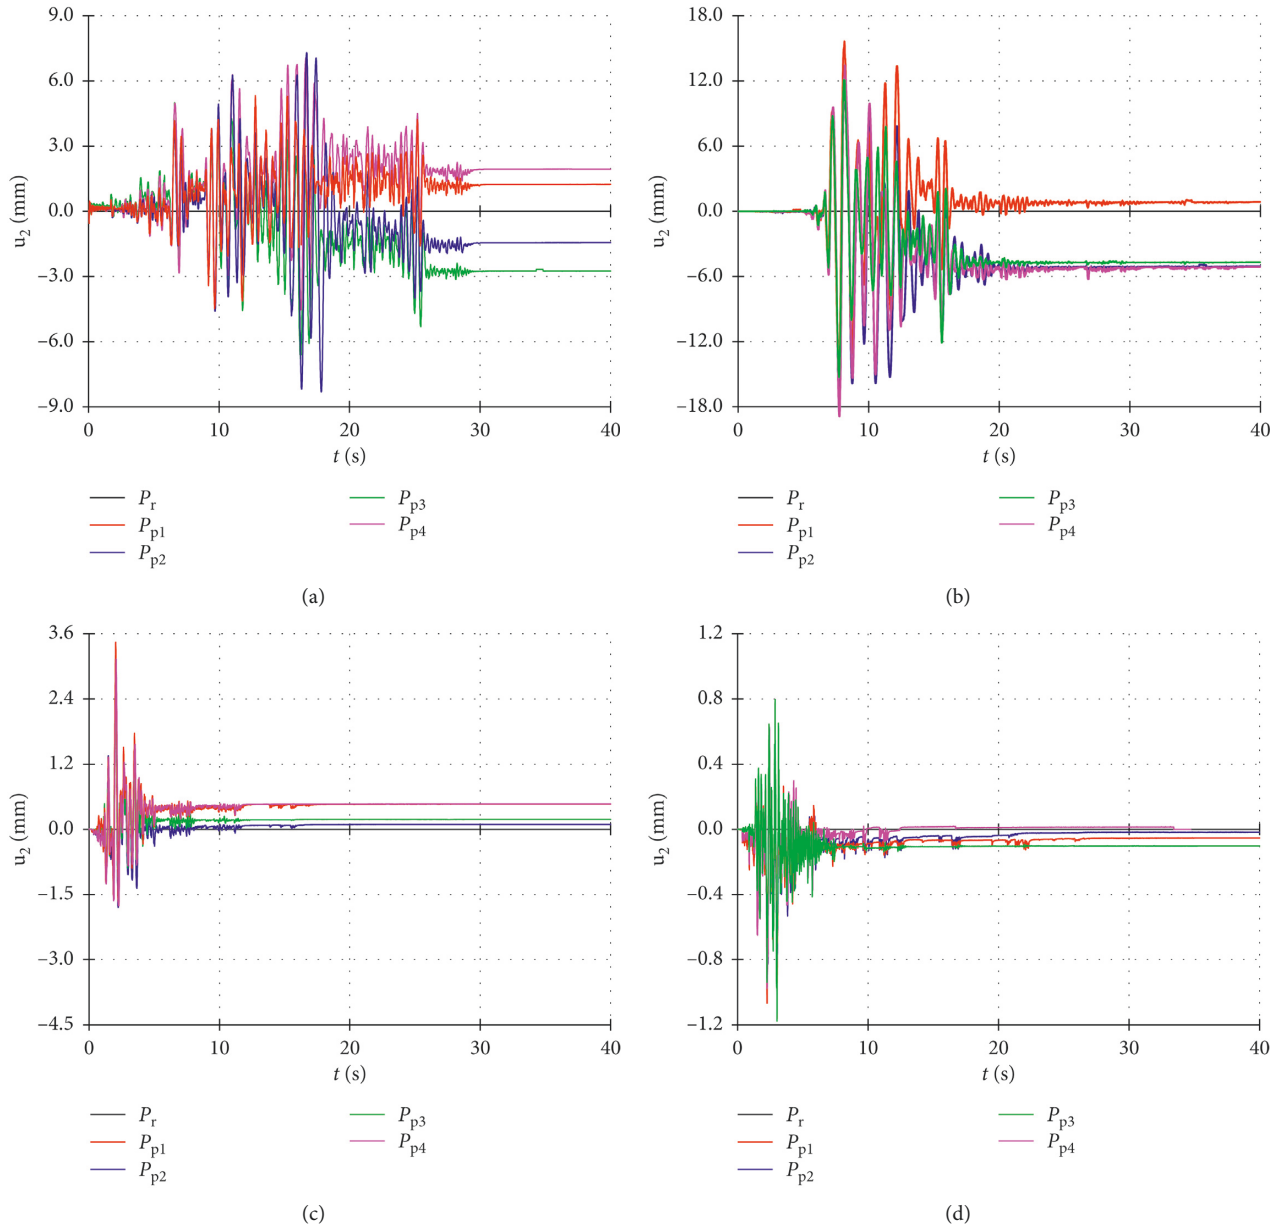 9.0
6.0
3.0
0.0
−3.0
−6.0
−9.0
u2 (mm)
0 10 20 30 40
t (s)
Pr
Pp1
Pp2
Pp3
Pp4
(a)
18.0
12.0
6.0
0.0
−6.0
−12.0
−18.0
u2 (mm)
0 10 20 30 40
t (s)
Pr
Pp1
Pp2
Pp3
Pp4
(b)
3.6
2.4
1.2
0.0
−1.5
−3.0
−4.5
u2 (mm)
0 10 20 30 40
t (s)
Pr
Pp1
Pp2
Pp3
Pp4
(c)
1.2
0.8
0.4
0.0
−0.4
−0.8
−1.2
u2 (mm)
0 10 20 30 40
t (s)
Pr
Pp1
Pp2
Pp3
Pp4
(d)